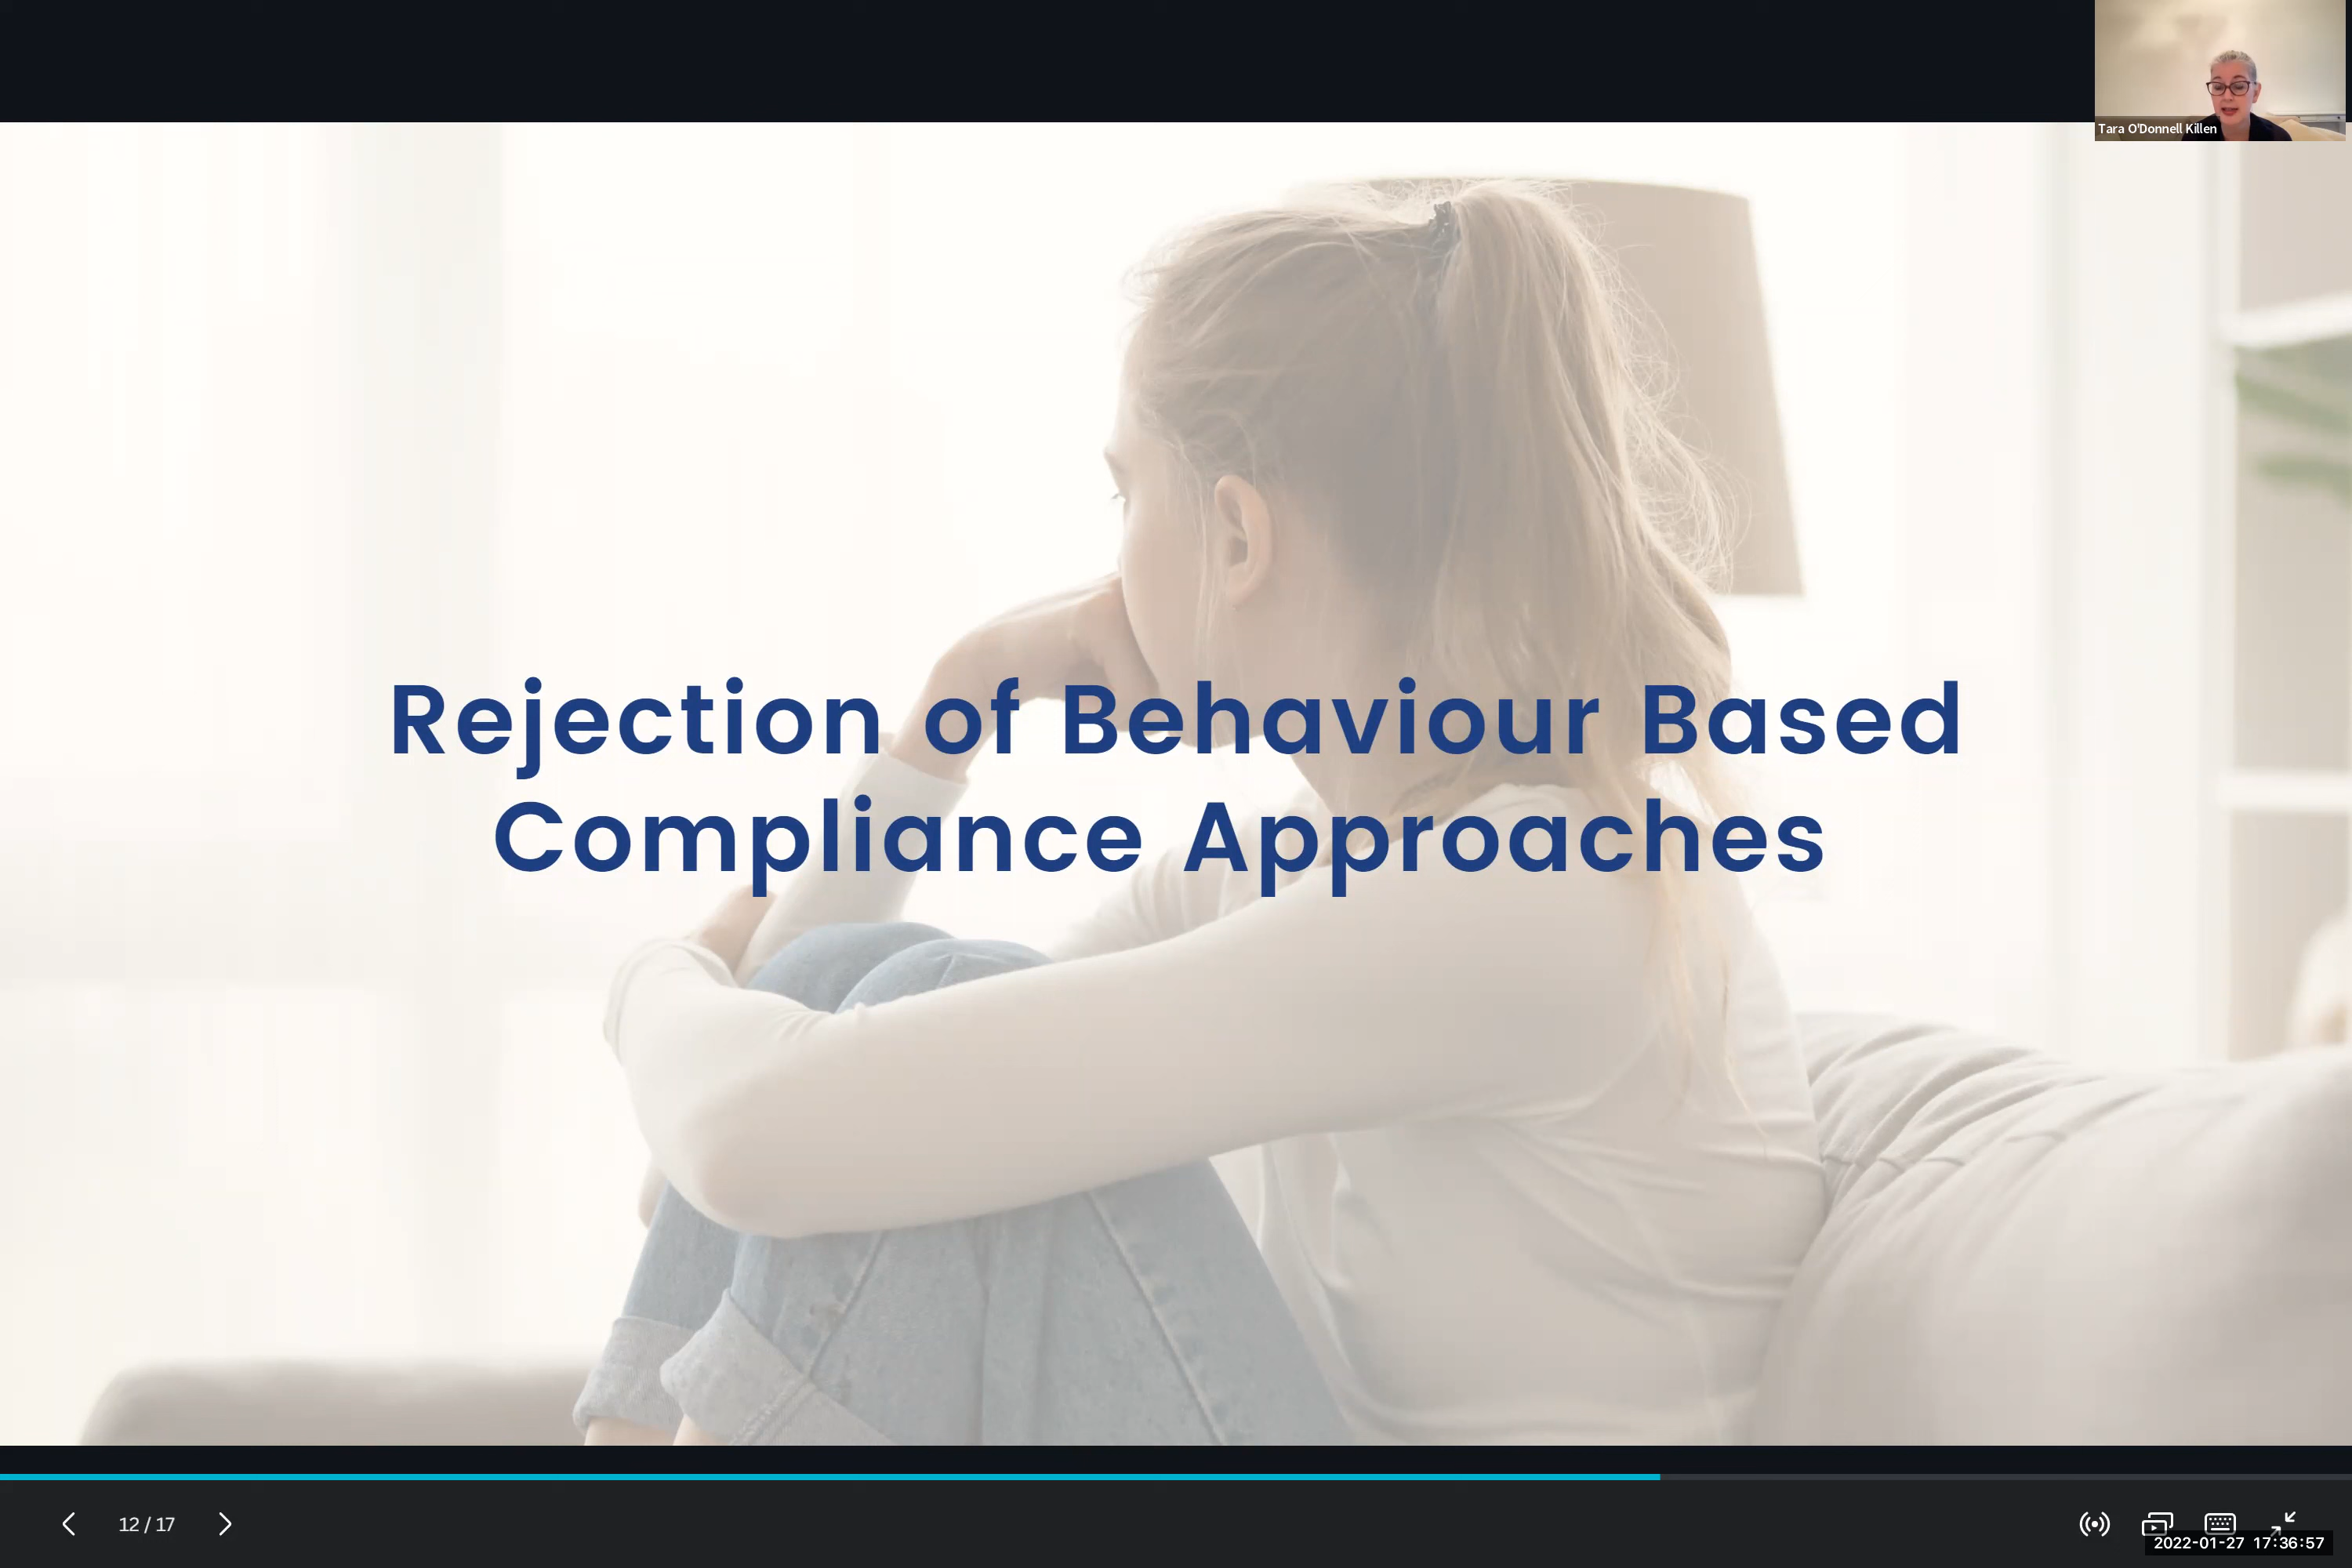 Tara O'Donnell Killen
Rejection of Behaviour Based
Compliance Approaches
12 / 17
2022-01-27 17:36:57